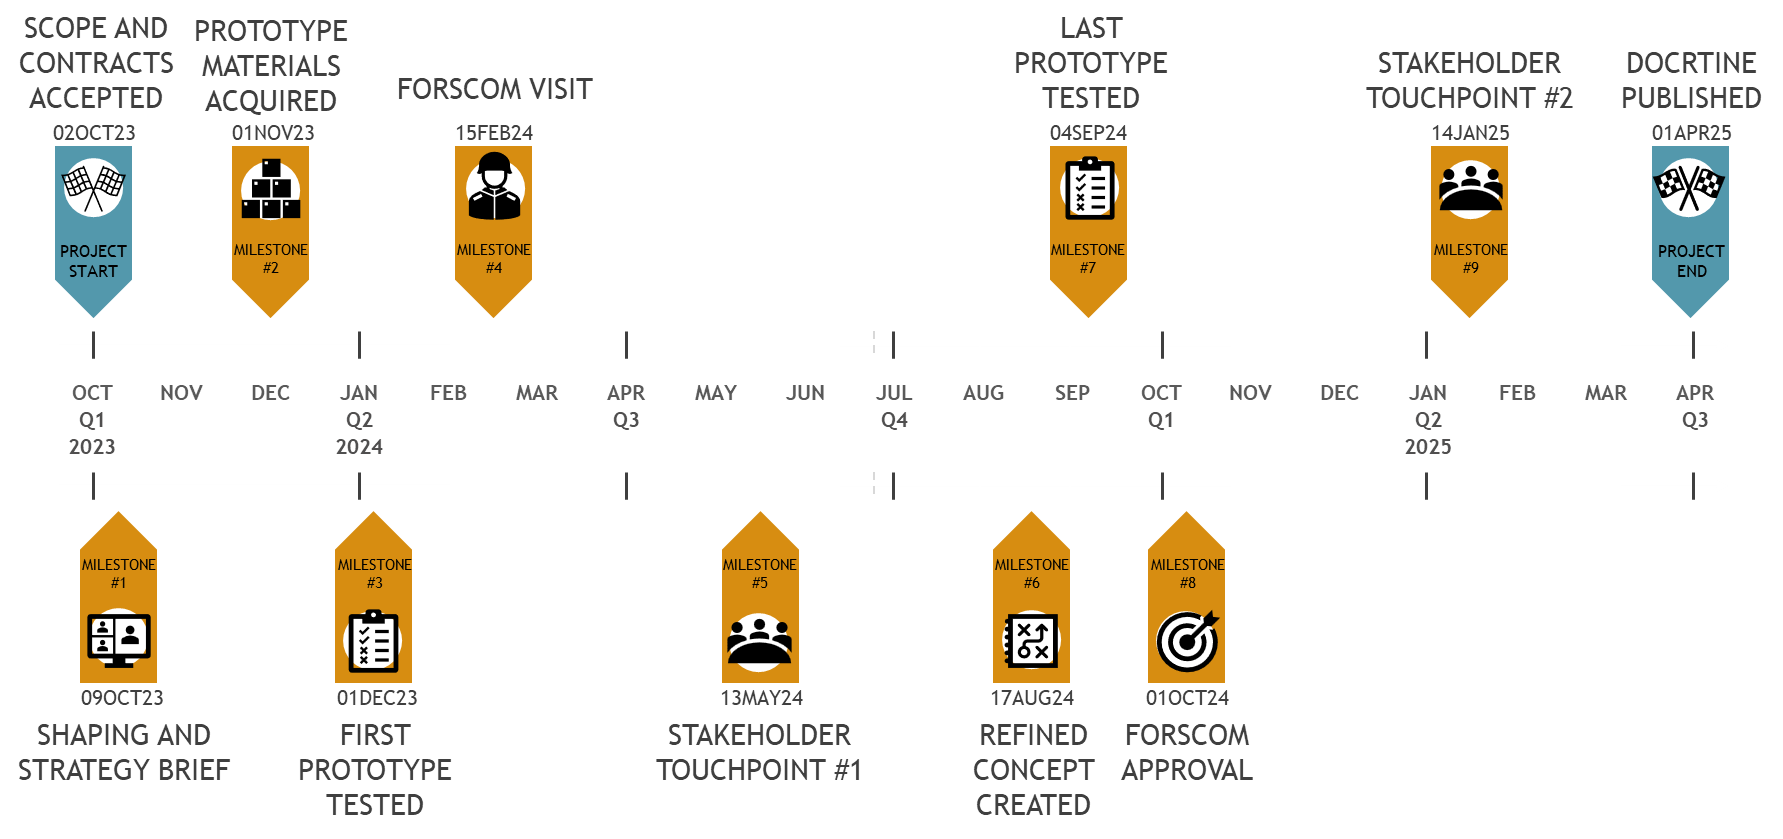 SCOPE AND
CONTRACTS
ACCEPTED
02OCT23
PROJECT
START
PROTOTYPE
MATERIALS
ACQUIRED
01NOV23
MILESTONE
#2
FORSCOM VISIT
15FEB24
MILESTONE
#4
LAST
PROTOTYPE
TESTED
04SEP24
MILESTONE
#7
STAKEHOLDER
TOUCHPOINT #2
14JAN25
MILESTONE
#9
DOCRTINE
PUBLISHED
01APR25
PROJECT
END
OCT NOV DEC JAN FEB MAR APR MAY JUN JUL AUG SEP OCT NOV DEC JAN FEB MAR APR
Q1 Q2 Q3 Q4 Q1 Q2 Q3
2023 2024 2025
MILESTONE
#1
09OCT23
SHAPING AND
STRATEGY BRIEF
MILESTONE
#3
01DEC23
FIRST
PROTOTYPE
TESTED
MILESTONE
#5
13MAY24
STAKEHOLDER
TOUCHPOINT #1
MILESTONE
#6
17AUG24
REFINED
CONCEPT
CREATED
MILESTONE
#8
01OCT24
FORSCOM
APPROVAL